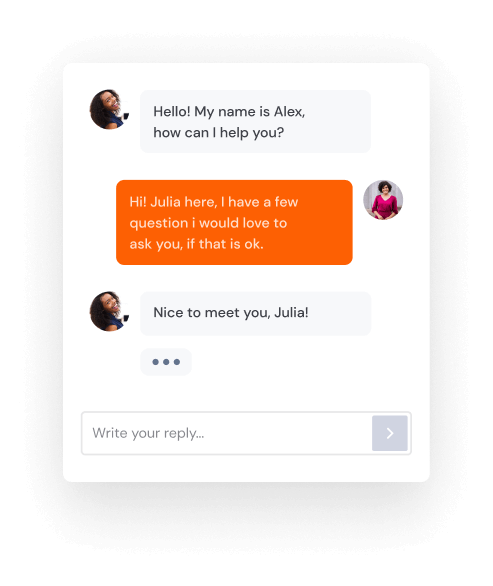 Hello! My name is Alex,
how can I help you?
Hi! Julia here, I have a few
question i would love to
ask you, if that is ok.
Nice to meet you, Julia!
Write your reply...